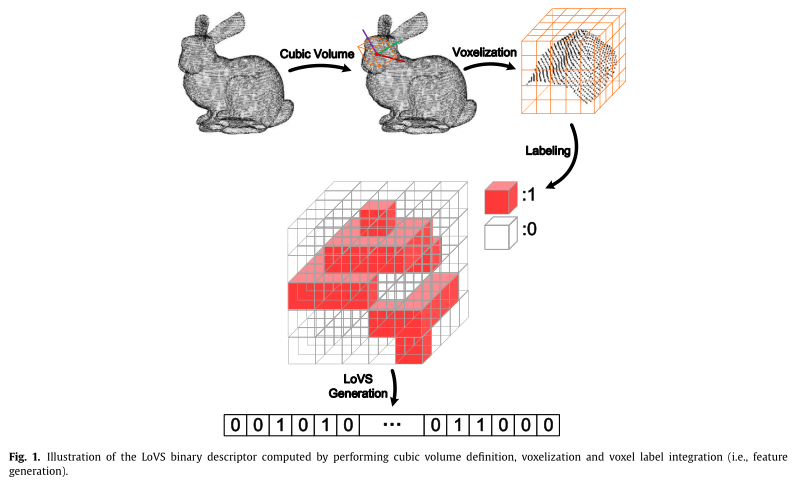 Cubic Volume
Voxelization
Labeling
:1
:0
LoVS
Generation
0 0 1 0 1 0 ... 0 1 1 0 0 0
Fig. 1. Illustration of the LoVS binary descriptor computed by performing cubic volume definition, voxelization and voxel label integration (i.e., feature
generation).